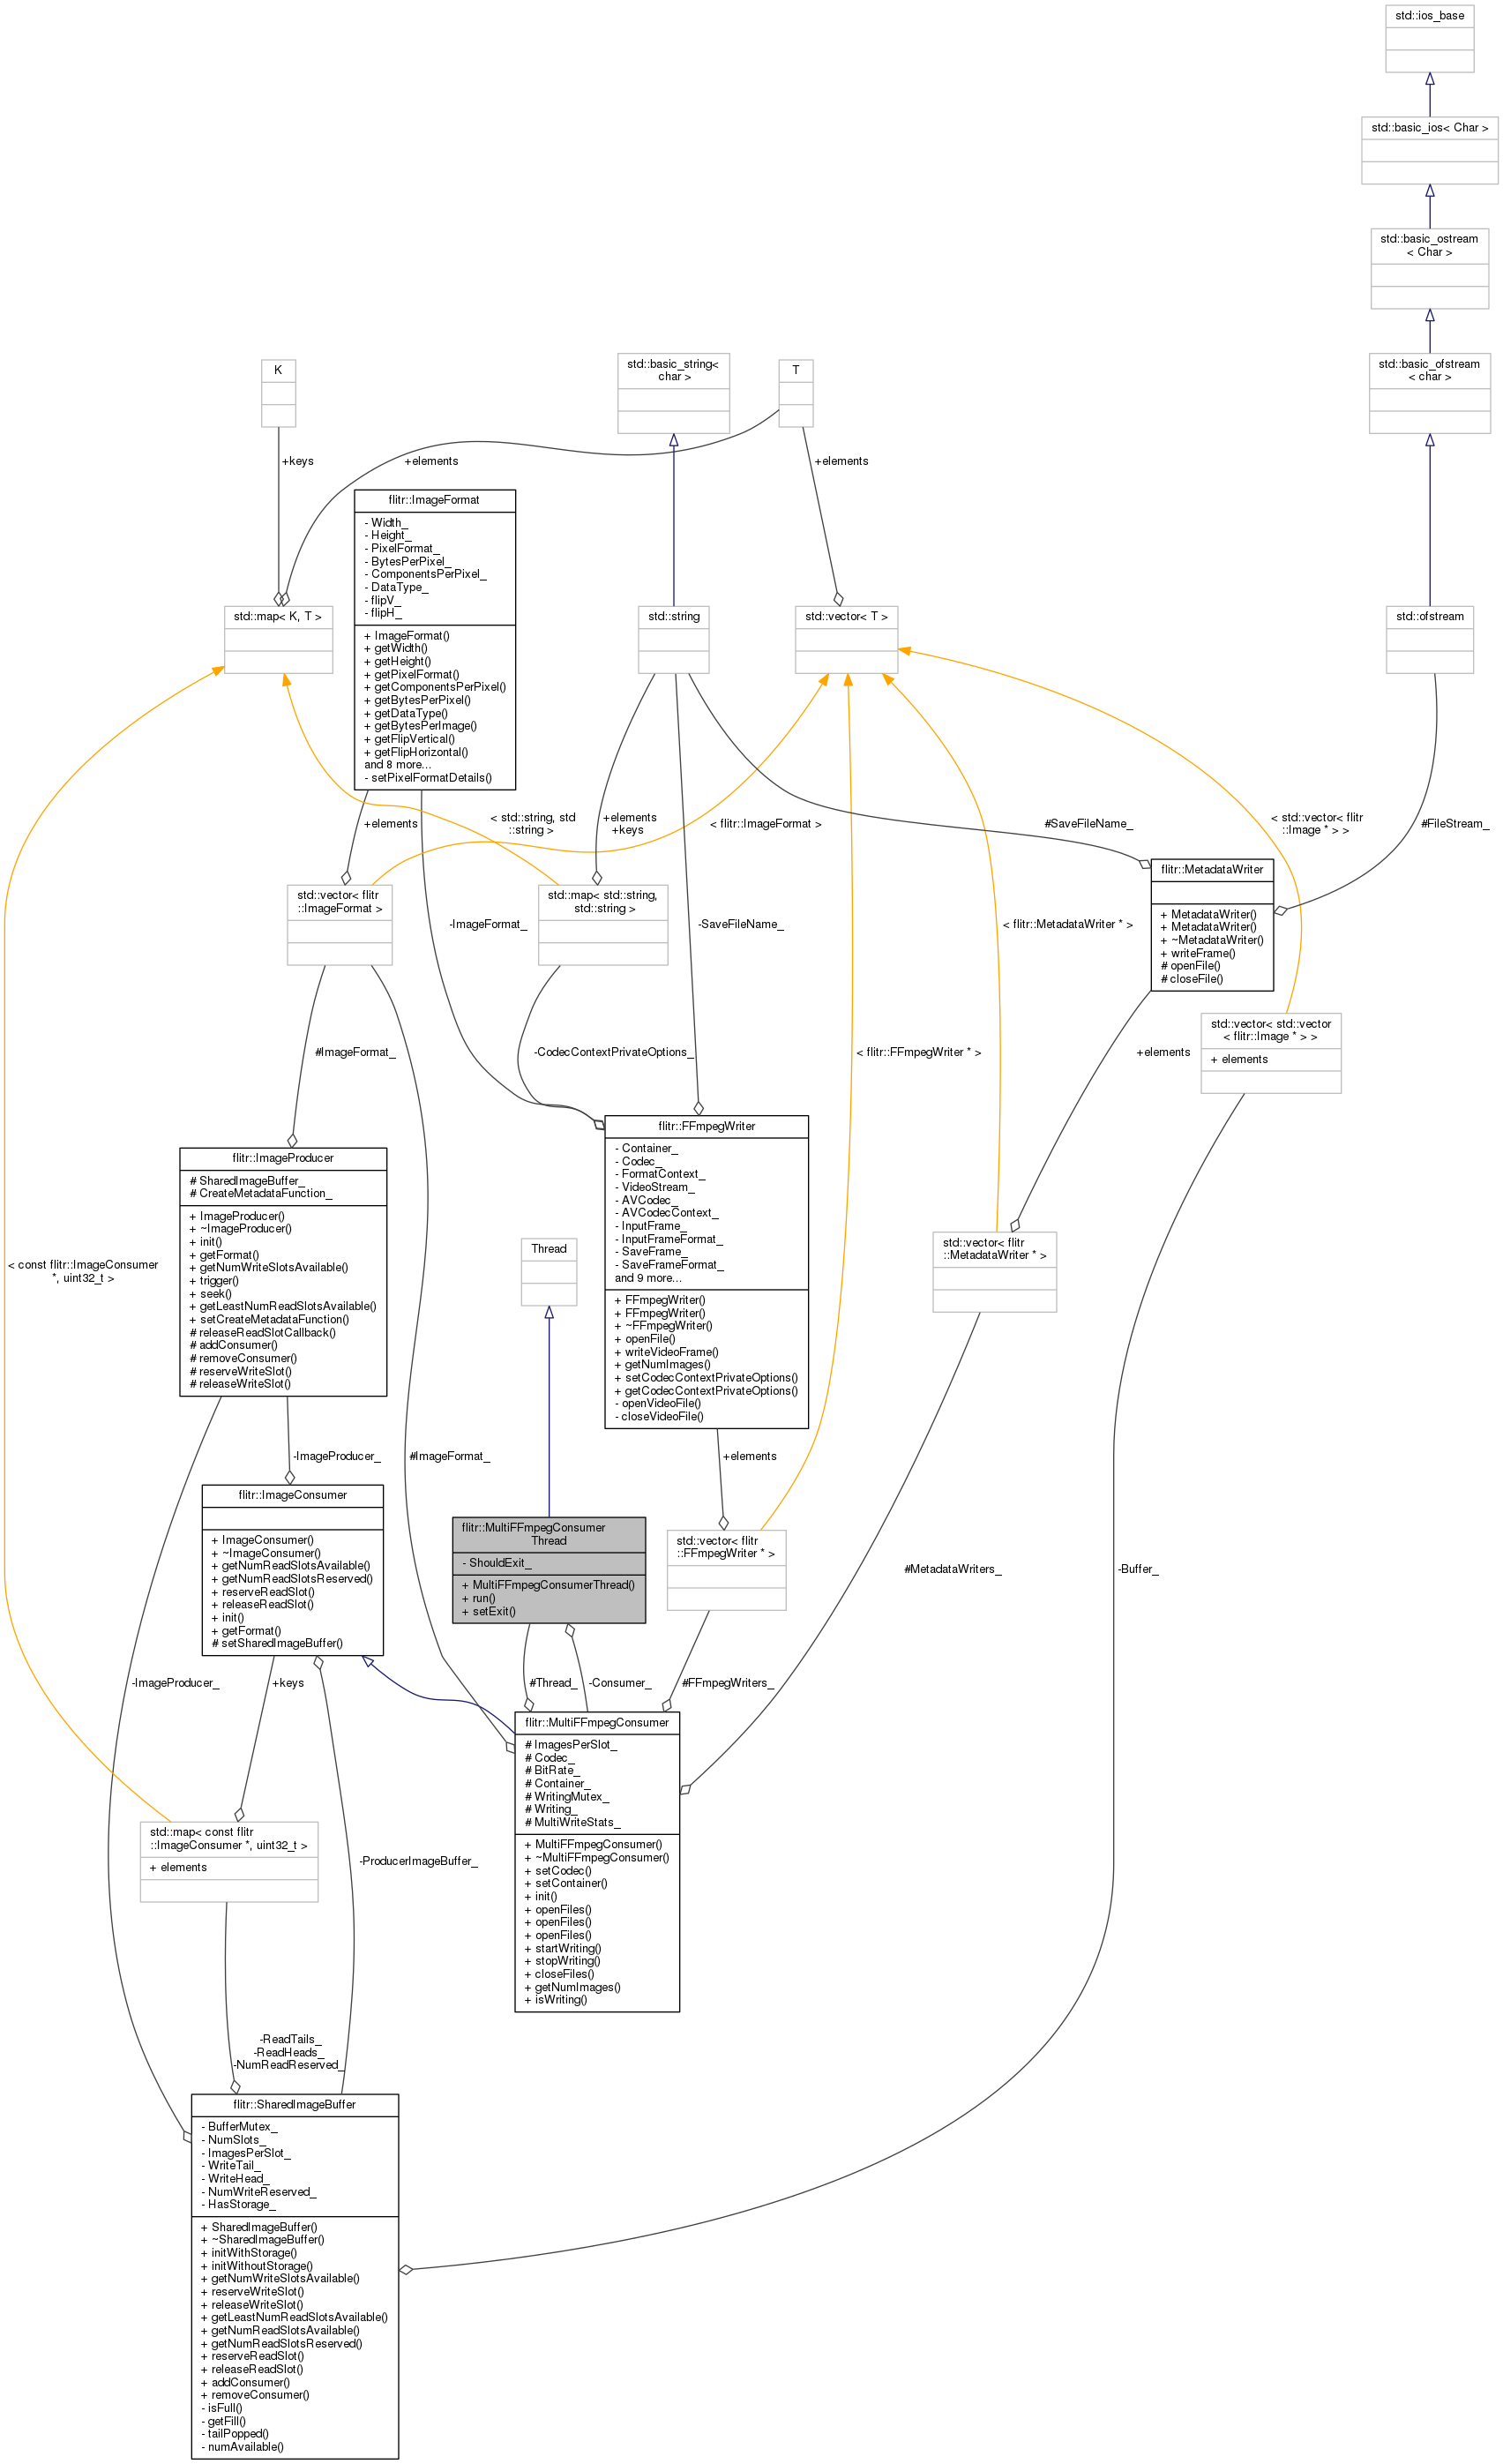 std::ios_base
std::basic_ios< Char >
std::basic_ostream
< Char >
K
std::basic_string<
char >
T
std::basic_ofstream
< char >
+keys
+elements
+elements
flitr::ImageFormat
- Width_
- Height_
- PixelFormat_
- BytesPerPixel_
- ComponentsPerPixel_
- DataType_
- flipV_
- flipH_
+ ImageFormat()
+ getWidth()
+ getHeight()
+ getPixelFormat()
+ getComponentsPerPixel()
+ getBytesPerPixel()
+ getDataType()
+ getBytesPerImage()
+ getFlipVertical()
+ getFlipHorizontal()
and 8 more...
- setPixelFormatDetails()
std::map< K, T >
std::string
std::vector< T >
std::ofstream
+elements
< std::string, std
::string >
+elements
+keys
< flitr::ImageFormat >
#SaveFileName_
< std::vector< flitr
::Image * > >
#FileStream_
flitr::MetadataWriter
+ MetadataWriter()
+ MetadataWriter()
+ ~MetadataWriter()
+ writeFrame()
# openFile()
# closeFile()
std::vector< flitr
::ImageFormat >
-ImageFormat_
std::map< std::string,
std::string >
-SaveFileName_
< flitr::MetadataWriter * >
std::vector< std::vector
< flitr::Image * > >
+ elements
#ImageFormat_
-CodecContextPrivateOptions_
< flitr::FFmpegWriter * >
+elements
flitr::FFmpegWriter
- Container_
- Codec_
- FormatContext_
- VideoStream_
- AVCodec_
- AVCodecContext_
- InputFrame_
- InputFrameFormat_
- SaveFrame_
- SaveFrameFormat_
and 9 more...
+ FFmpegWriter()
+ FFmpegWriter()
+ ~FFmpegWriter()
+ openFile()
+ writeVideoFrame()
+ getNumImages()
+ setCodecContextPrivateOptions()
+ getCodecContextPrivateOptions()
- openVideoFile()
- closeVideoFile()
flitr::ImageProducer
# SharedImageBuffer_
# CreateMetadataFunction_
+ ImageProducer()
+ ~ImageProducer()
+ init()
+ getFormat()
+ getNumWriteSlotsAvailable()
+ trigger()
+ seek()
+ getLeastNumReadSlotsAvailable()
+ setCreateMetadataFunction()
# releaseReadSlotCallback()
# addConsumer()
# removeConsumer()
# reserveWriteSlot()
# releaseWriteSlot()
Thread
std::vector< flitr
::MetadataWriter * >
< const flitr::ImageConsumer
*, uint32_t >
-ImageProducer_
#ImageFormat_
+elements
flitr::ImageConsumer
+ ImageConsumer()
+ ~ImageConsumer()
+ getNumReadSlotsAvailable()
+ getNumReadSlotsReserved()
+ reserveReadSlot()
+ releaseReadSlot()
+ init()
+ getFormat()
# setSharedImageBuffer()
flitr::MultiFFmpegConsumer
Thread
- ShouldExit_
+ MultiFFmpegConsumerThread()
+ run()
+ setExit()
std::vector< flitr
::FFmpegWriter * >
#MetadataWriters_
-Buffer_
-ImageProducer_
+keys
#Thread_
-Consumer_
#FFmpegWriters_
flitr::MultiFFmpegConsumer
# ImagesPerSlot_
# Codec_
# BitRate_
# Container_
# WritingMutex_
# Writing_
# MultiWriteStats_
+ MultiFFmpegConsumer()
+ ~MultiFFmpegConsumer()
+ setCodec()
+ setContainer()
+ init()
+ openFiles()
+ openFiles()
+ openFiles()
+ startWriting()
+ stopWriting()
+ closeFiles()
+ getNumImages()
+ isWriting()
std::map< const flitr
::ImageConsumer *, uint32_t >
+ elements
-ProducerImageBuffer_
-ReadTails_
-ReadHeads_
-NumReadReserved_
flitr::SharedImageBuffer
- BufferMutex_
- NumSlots_
- ImagesPerSlot_
- WriteTail_
- WriteHead_
- NumWriteReserved_
- HasStorage_
+ SharedImageBuffer()
+ ~SharedImageBuffer()
+ initWithStorage()
+ initWithoutStorage()
+ getNumWriteSlotsAvailable()
+ reserveWriteSlot()
+ releaseWriteSlot()
+ getLeastNumReadSlotsAvailable()
+ getNumReadSlotsAvailable()
+ getNumReadSlotsReserved()
+ reserveReadSlot()
+ releaseReadSlot()
+ addConsumer()
+ removeConsumer()
- isFull()
- getFill()
- tailPopped()
- numAvailable()